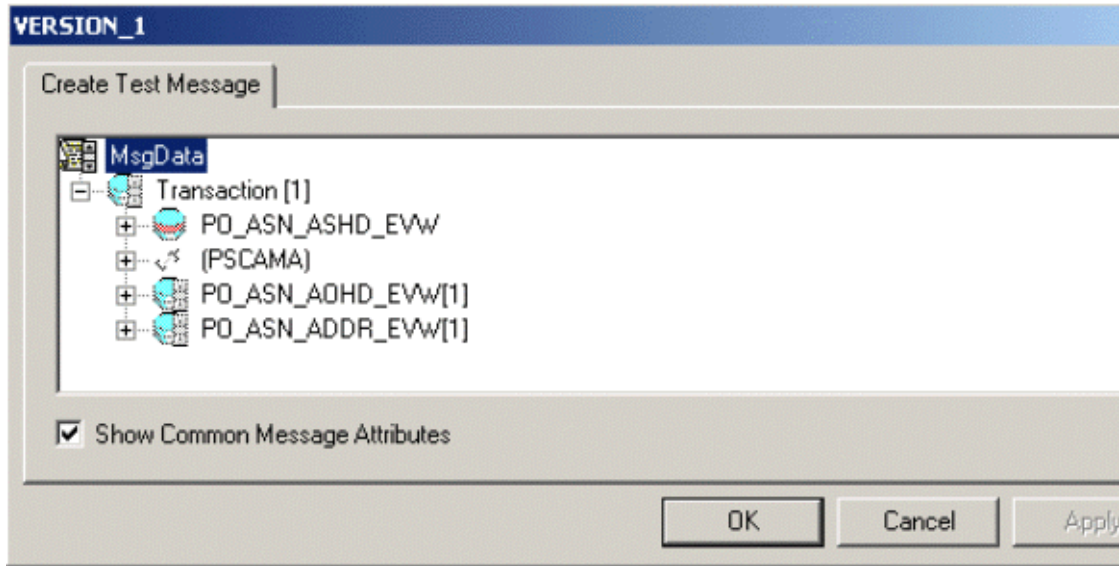 VERSION_1
Create Test Message
MsgData
Transaction [1]
PO_ASN_ASHD_EVW
(PSCAMA)
PO_ASN_AOHD_EVW[1]
PO_ASN_ADDR_EVW[1]
Show Common Message Attributes
OK Cancel Apply